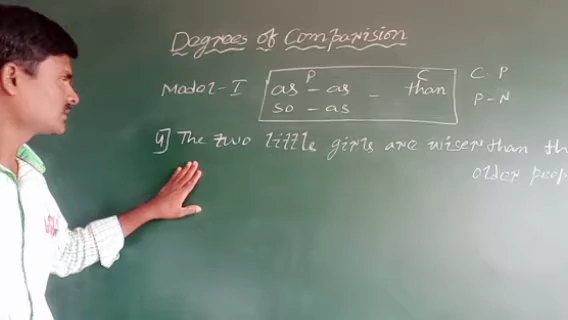 Degrees of Comparision
Model-I
P C
as - as - than
so - as
C - P
P - N
4] The two little girls are wiser than th
older peop